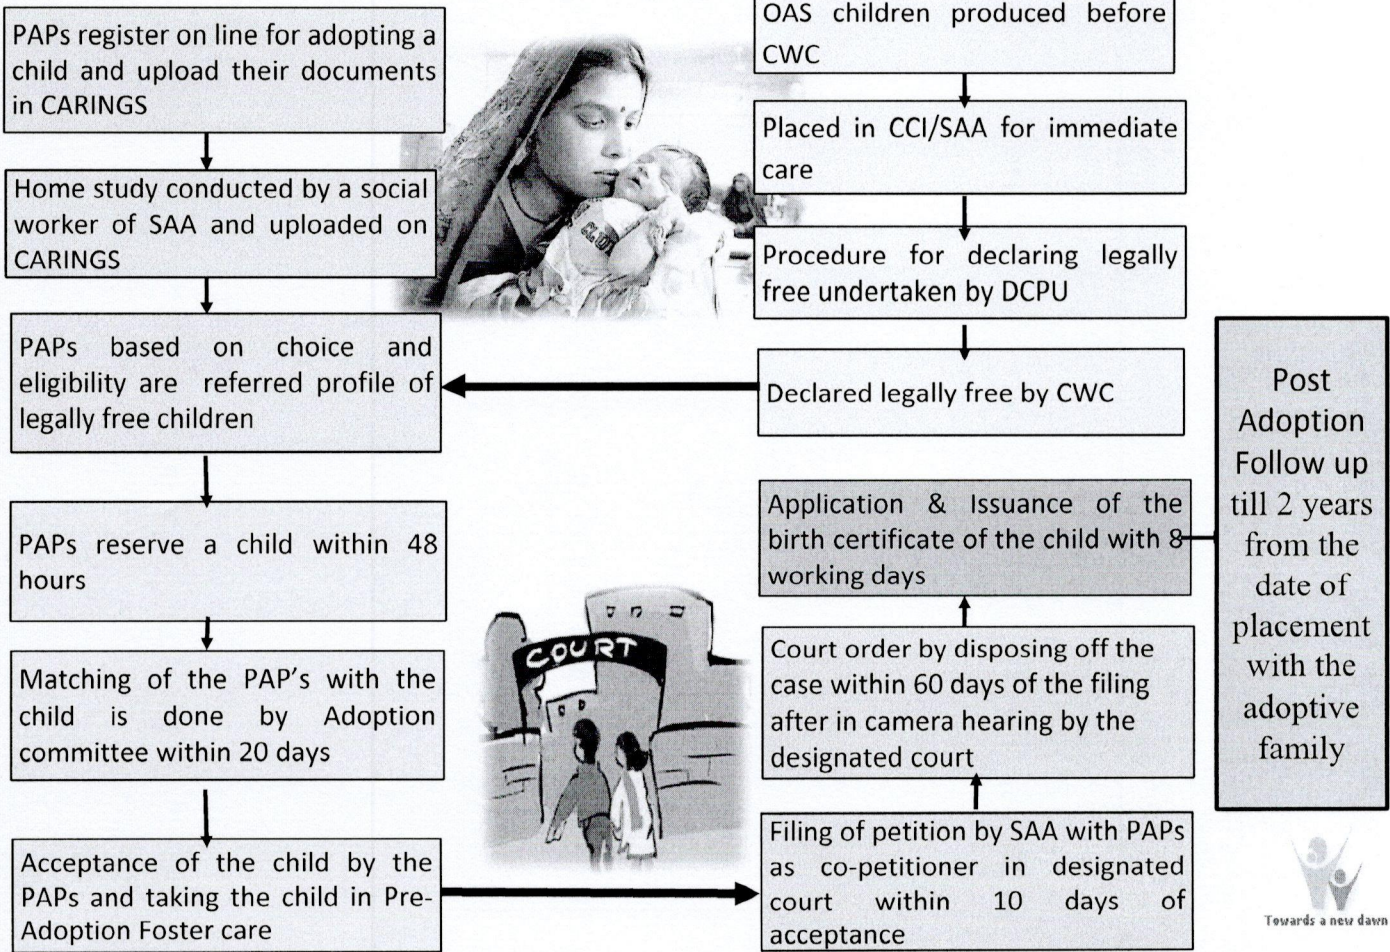 PAPs register on line for adopting a
child and upload their documents
in CARINGS
Home study conducted by a social
worker of SAA and uploaded on
CARINGS
PAPs based on choice and
eligibility are referred profile of
legally free children
PAPs reserve a child within 48
hours
Matching of the PAP's with the
child is done by Adoption
committee within 20 days
Acceptance of the child by the
PAPs and taking the child in Pre-
Adoption Foster care
OAS children produced before
CWC
Placed in CCI/SAA for immediate
care
Procedure for declaring legally
free undertaken by DCPU
Declared legally free by CWC
Application & Issuance of the
birth certificate of the child with 8
working days
Court order by disposing off the
case within 60 days of the filing
after in camera hearing by the
designated court
Filing of petition by SAA with PAPs
as co-petitioner in designated
court within 10 days of
acceptance
COURT
Post
Adoption
Follow up
till 2 years
from the
date of
placement
with the
adoptive
family
Towards a new dawn